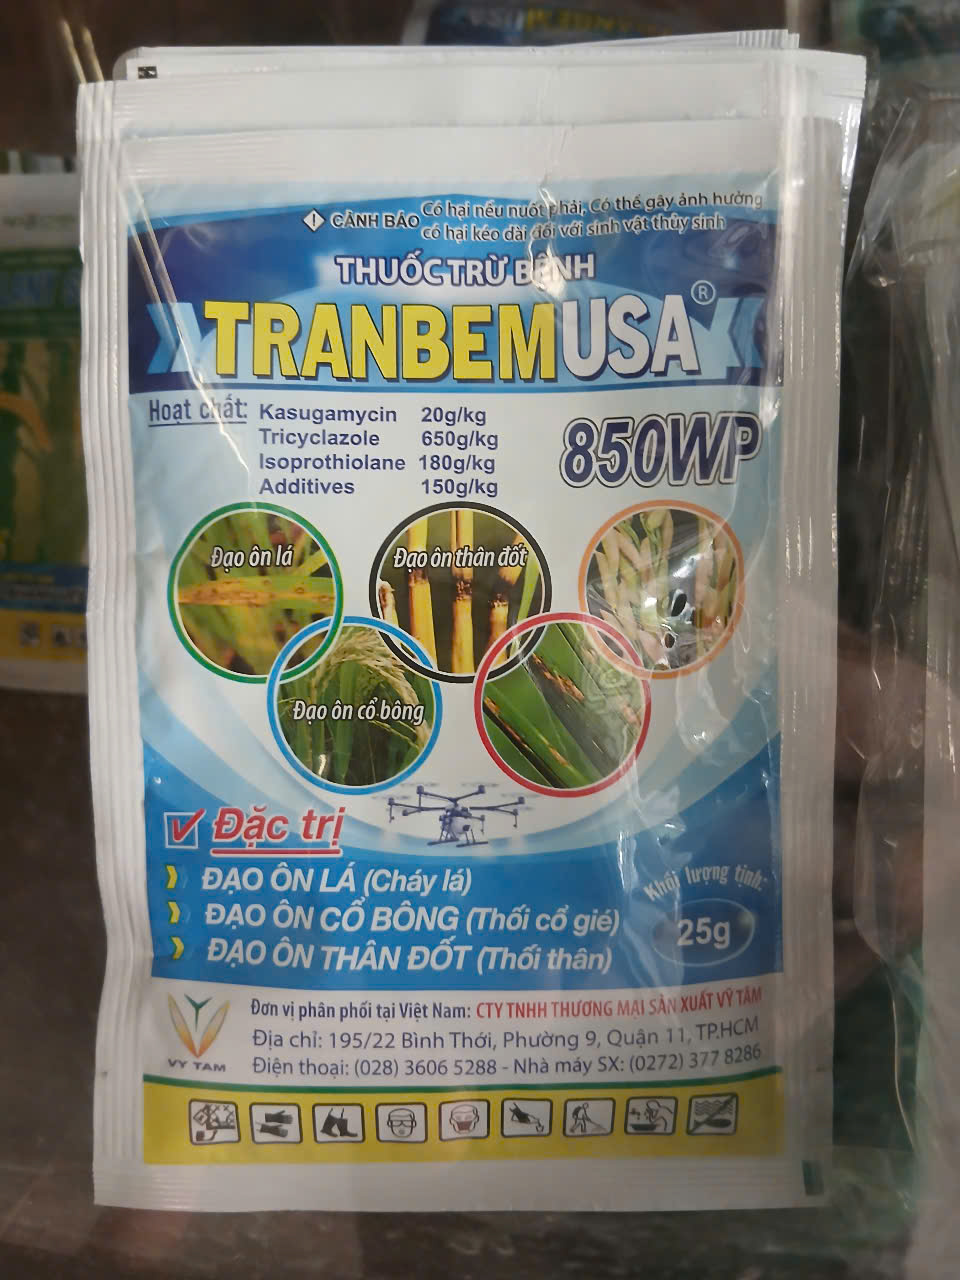 CẢNH BÁO Có hại nếu nuốt phải, Có thể gây ảnh hưởng
có hại kéo dài đối với sinh vật thủy sinh
THUỐC TRỪ BỆNH
TRANBEMUSA®
Hoạt chất: Kasugamycin 20g/kg
Tricyclazole 650g/kg
Isoprothiolane 180g/kg
Additives 150g/kg
850WP
Đạo ôn lá
Đạo ôn thân đốt
Đạo ôn cổ bông
Đặc trị
ĐẠO ÔN LÁ (Cháy lá)
ĐẠO ÔN CỔ BÔNG (Thối cổ gié)
ĐẠO ÔN THÂN ĐỐT (Thối thân)
Khối lượng tịnh:
25g
Đơn vị phân phối tại Việt Nam: CTY TNHH THƯƠNG MẠI SẢN XUẤT VỸ TÂM
Địa chỉ: 195/22 Bình Thới, Phường 9, Quận 11, TP.HCM
Điện thoại: (028) 3606 5288 - Nhà máy SX: (0272) 377 8286
VY TAM